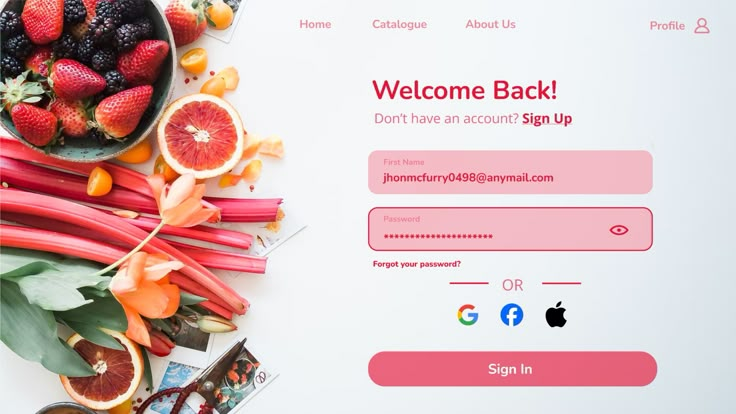 Home Catalogue About Us Profile
Welcome Back!
Don't have an account? Sign Up
First Name
jhonmcfurry0498@anymail.com
Password
*********************
Forgot your password?
OR
Sign In